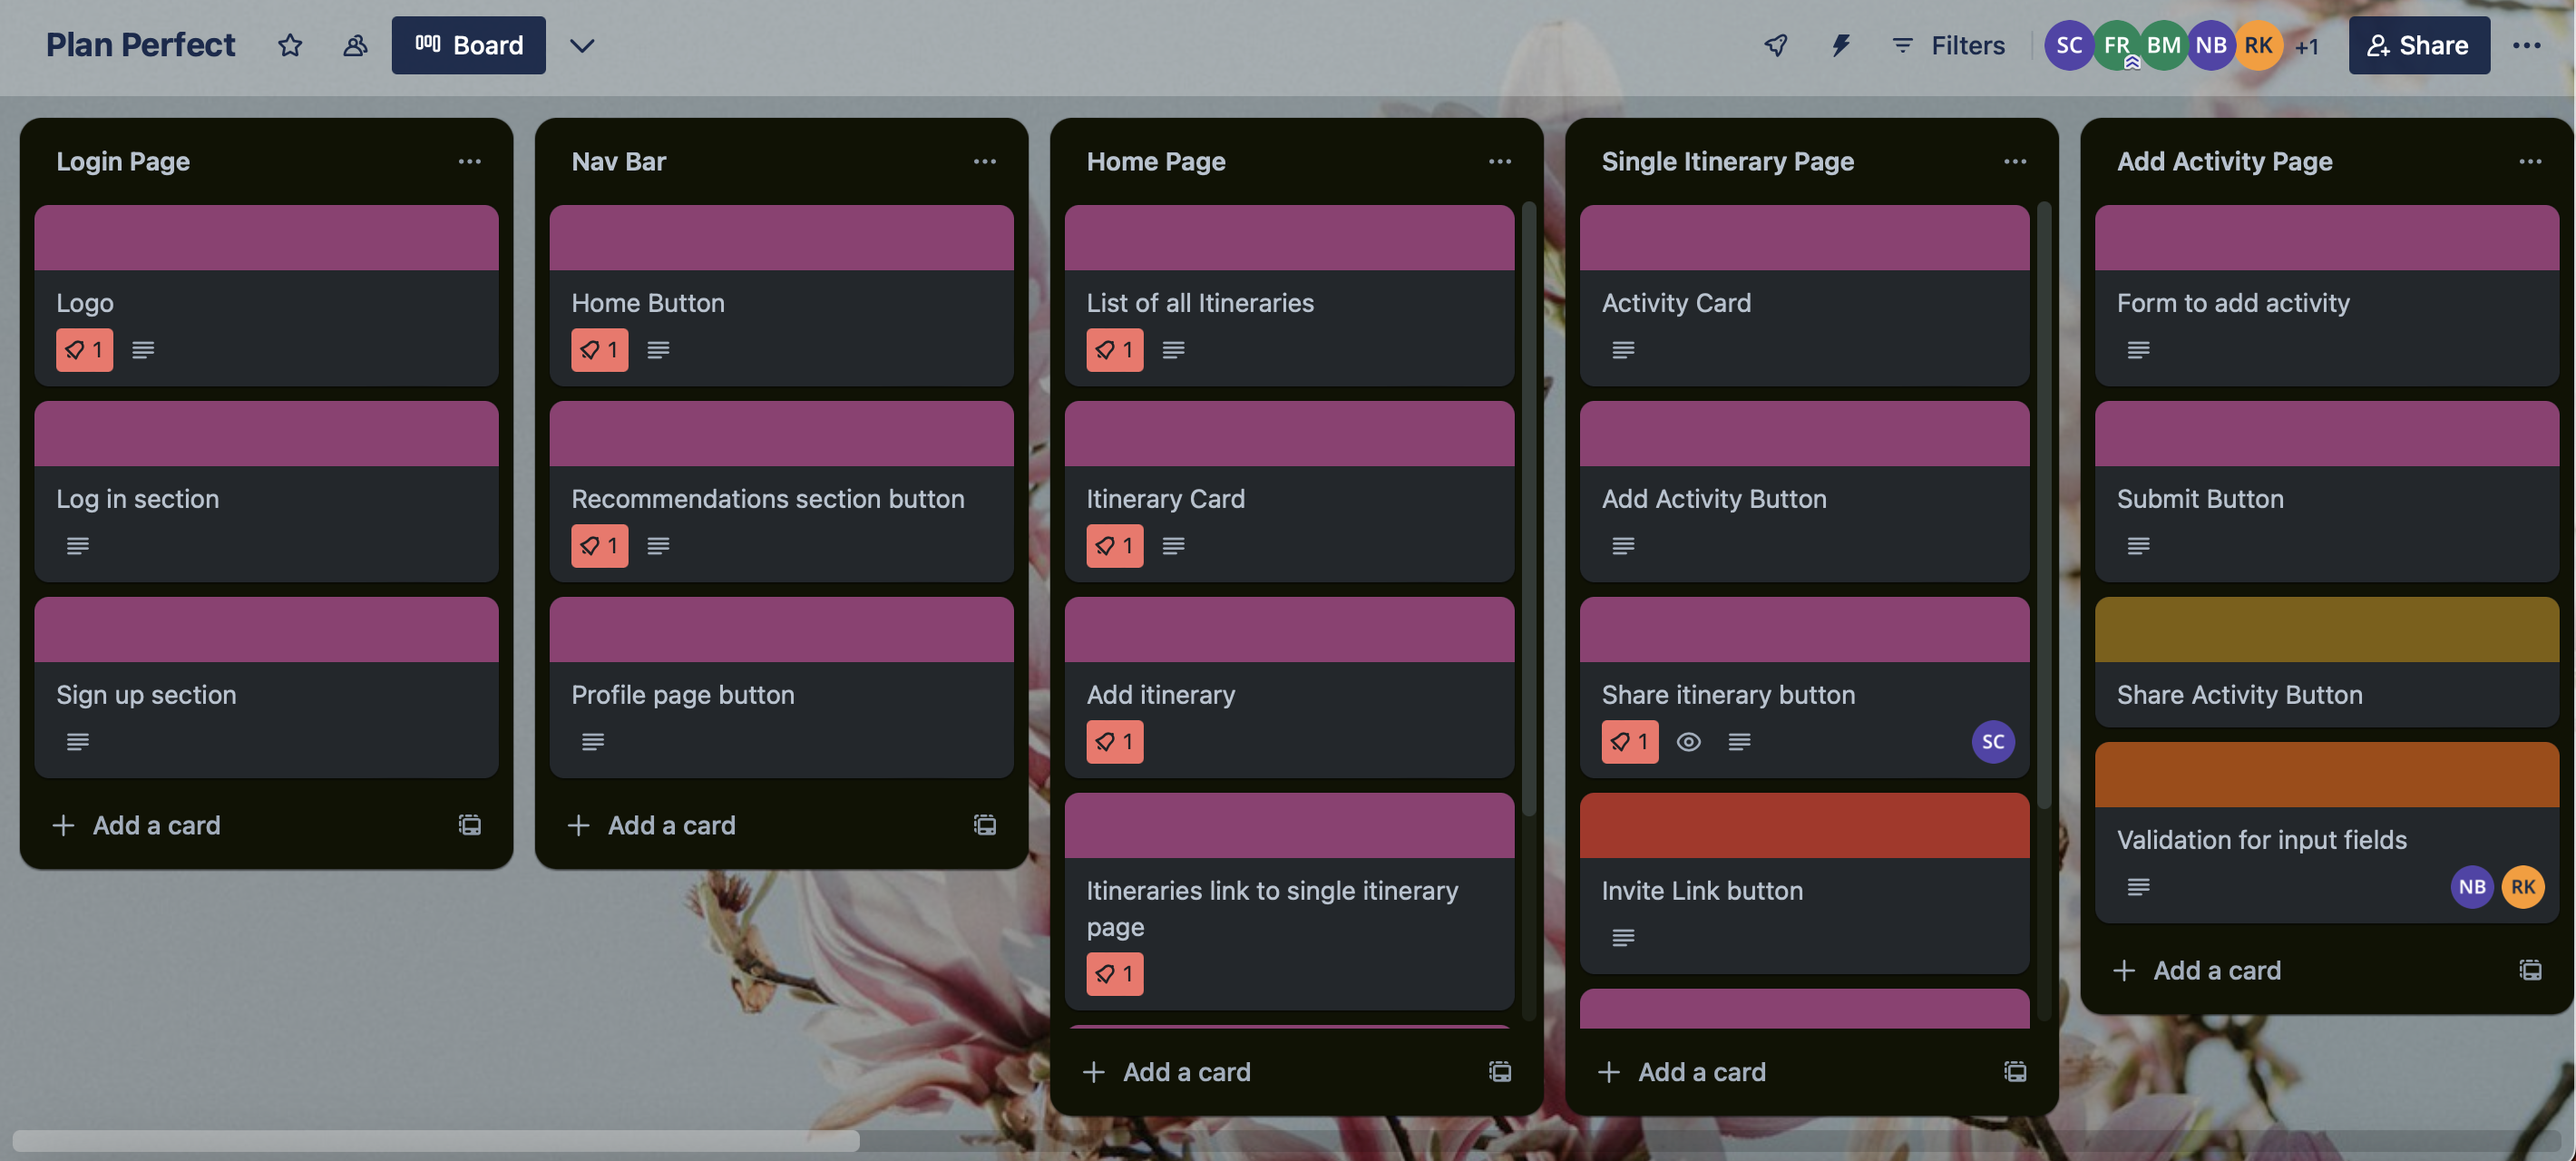 Plan Perfect
Board
Filters
SC
FR
BM
NB
RK
+1
Share
Login Page
Logo
1
Log in section
Sign up section
Add a card
Nav Bar
Home Button
1
Recommendations section button
1
Profile page button
Add a card
Home Page
List of all Itineraries
1
Itinerary Card
1
Add itinerary
1
Itineraries link to single itinerary
page
1
Add a card
Single Itinerary Page
Activity Card
Add Activity Button
Share itinerary button
1
SC
Invite Link button
Add a card
Add Activity Page
Form to add activity
Submit Button
Share Activity Button
Validation for input fields
NB
RK
Add a card